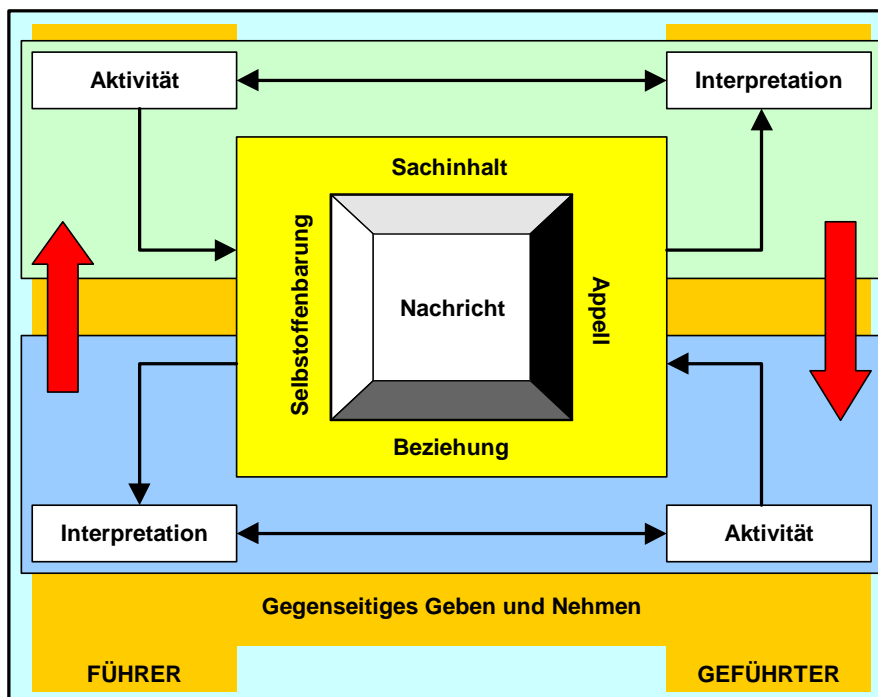 Aktivität
Interpretation
Sachinhalt
Selbstoffenbarung
Nachricht
Appell
Beziehung
Interpretation
Aktivität
Gegenseitiges Geben und Nehmen
FÜHRER
GEFÜHRTER